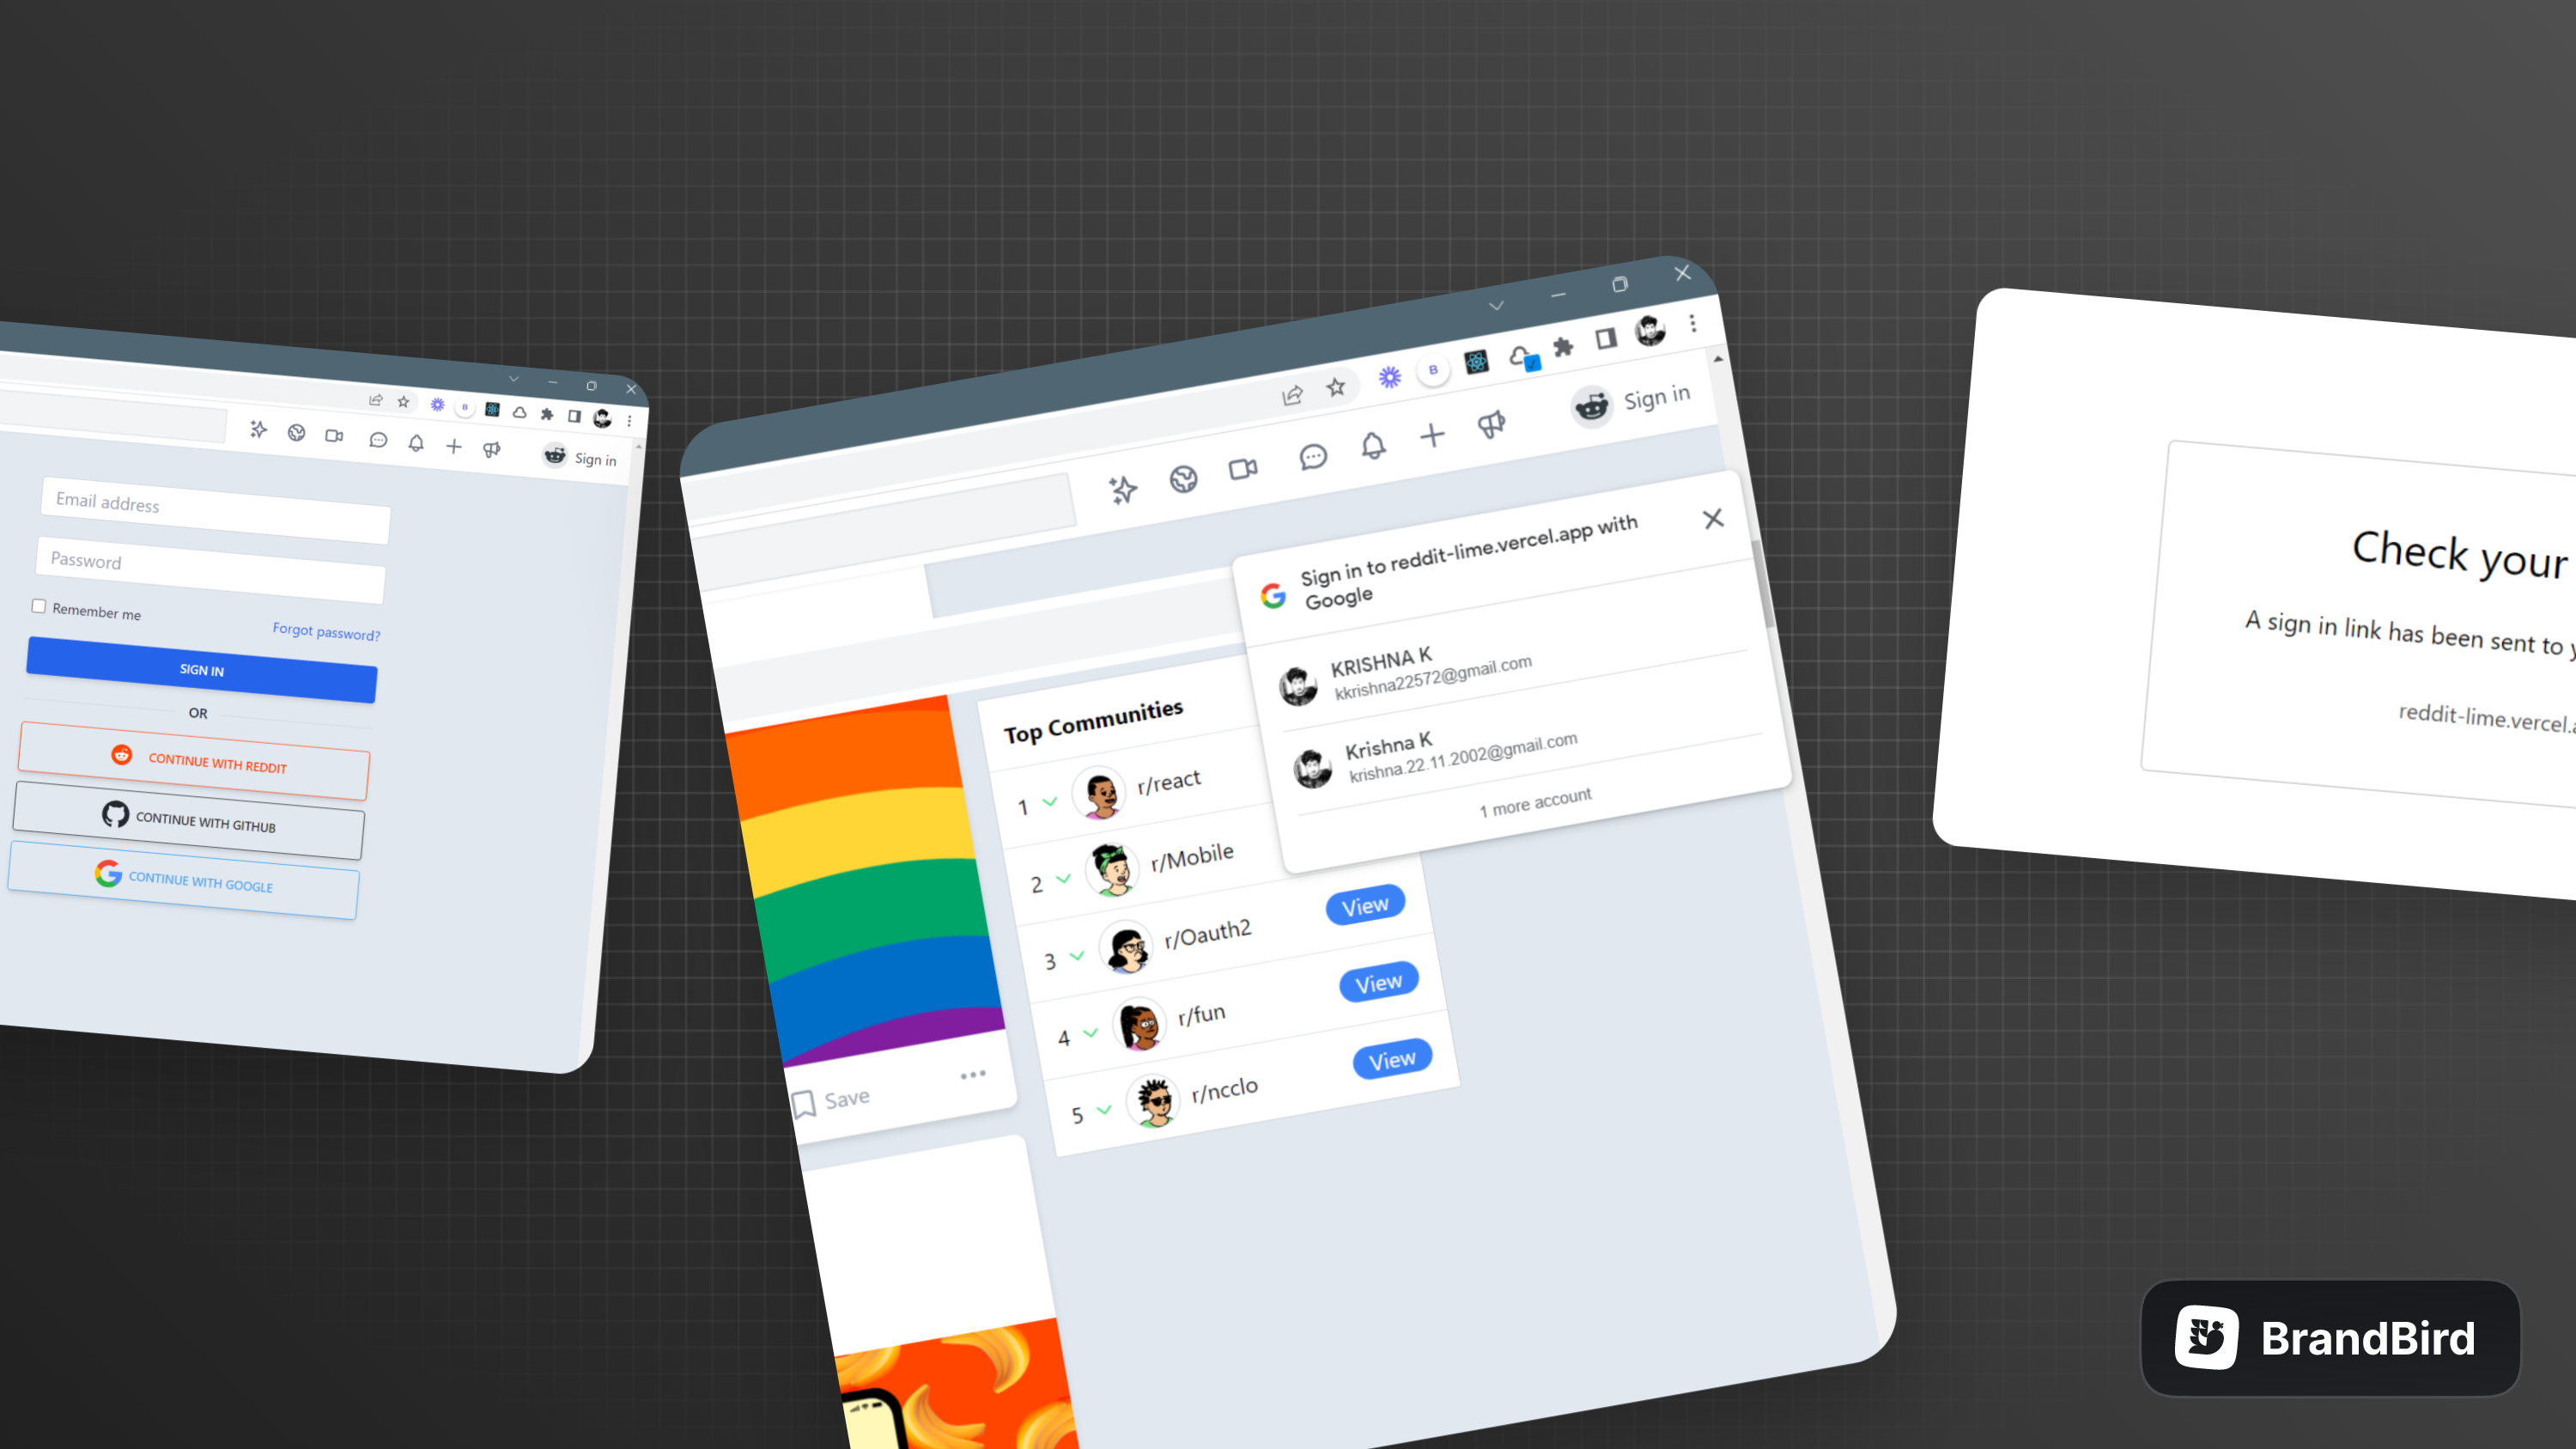 B
Sign in
Email address
Password
Remember me
Forgot password?
SIGN IN
OR
CONTINUE WITH REDDIT
CONTINUE WITH GITHUB
CONTINUE WITH GOOGLE
B
Sign in
Sign in to reddit-lime.vercel.app with
Google
KRISHNA K
kkrishna22572@gmail.com
Krishna K
krishna.22.11.2002@gmail.com
1 more account
Top Communities
1 r/react
2 r/Mobile
3 r/Oauth2 View
4 r/fun View
5 r/ncclo View
Save
Check your
A sign in link has been sent to y
reddit-lime.vercel.a
BrandBird